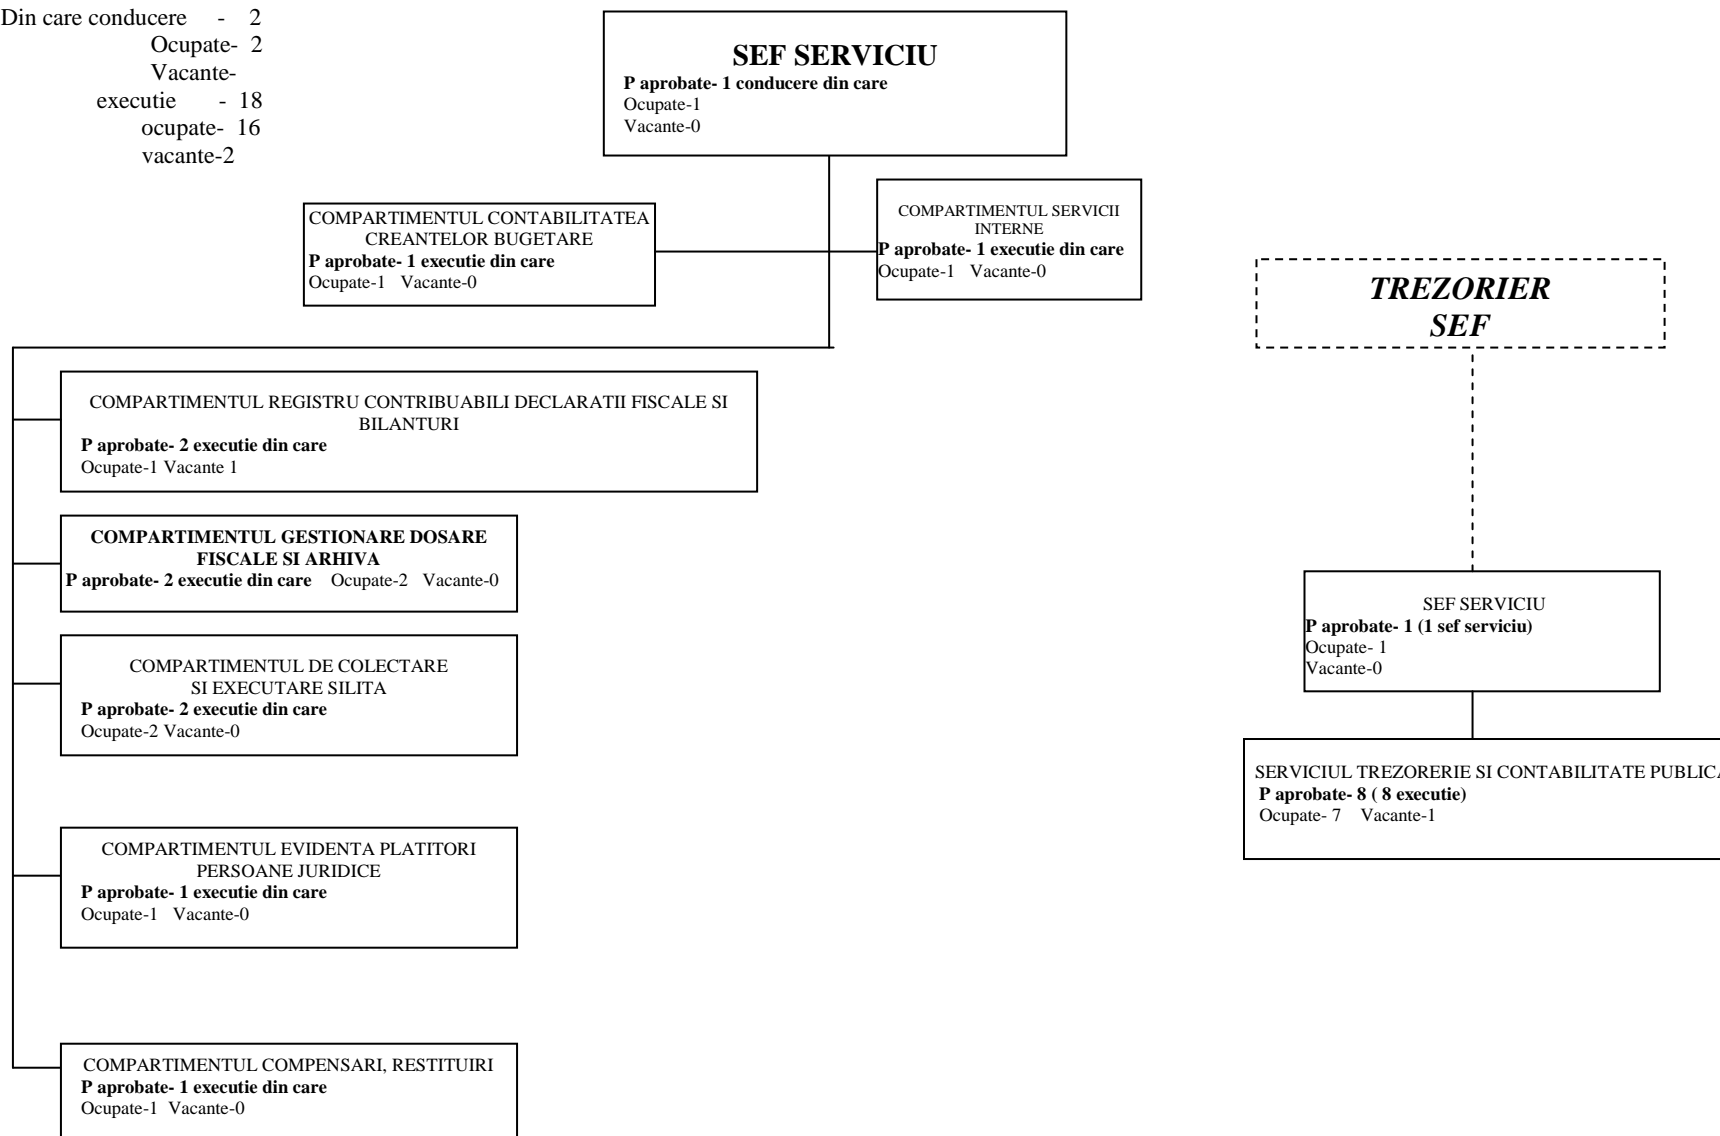 Din care conducere - 2
Ocupate- 2
Vacante-
executie - 18
ocupate- 16
vacante-2
SEF SERVICIU
P aprobate- 1 conducere din care
Ocupate-1
Vacante-0
COMPARTIMENTUL CONTABILITATEA
CREANTELOR BUGETARE
P aprobate- 1 executie din care
Ocupate-1 Vacante-0
COMPARTIMENTUL SERVICII
INTERNE
P aprobate- 1 executie din care
Ocupate-1 Vacante-0
TREZORIER
SEF
COMPARTIMENTUL REGISTRU CONTRIBUABILI DECLARATII FISCALE SI
BILANTURI
P aprobate- 2 executie din care
Ocupate-1 Vacante 1
COMPARTIMENTUL GESTIONARE DOSARE
FISCALE SI ARHIVA
P aprobate- 2 executie din care Ocupate-2 Vacante-0
COMPARTIMENTUL DE COLECTARE
SI EXECUTARE SILITA
P aprobate- 2 executie din care
Ocupate-2 Vacante-0
SEF SERVICIU
P aprobate- 1 (1 sef serviciu)
Ocupate- 1
Vacante-0
SERVICIUL TREZORERIE SI CONTABILITATE PUBLICA
P aprobate- 8 ( 8 executie)
Ocupate- 7 Vacante-1
COMPARTIMENTUL EVIDENTA PLATITORI
PERSOANE JURIDICE
P aprobate- 1 executie din care
Ocupate-1 Vacante-0
COMPARTIMENTUL COMPENSARI, RESTITUIRI
P aprobate- 1 executie din care
Ocupate-1 Vacante-0